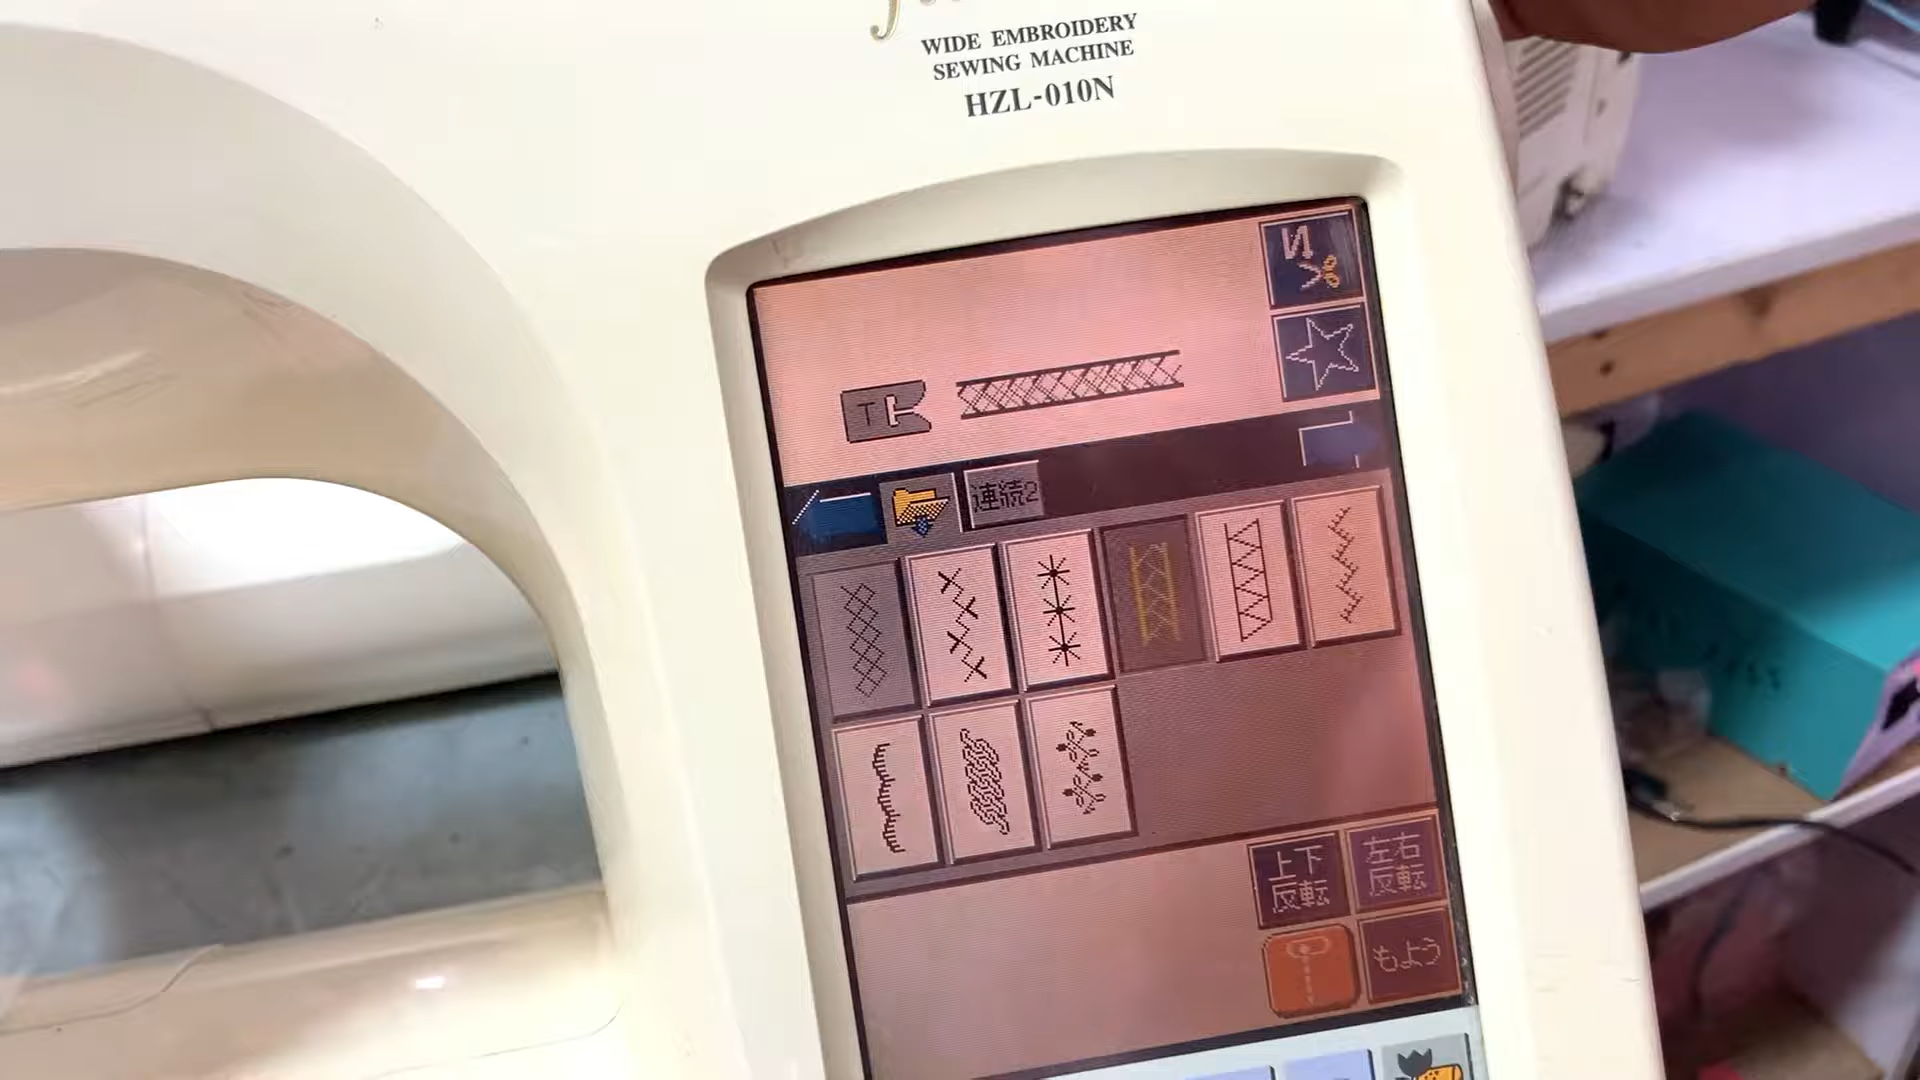 WIDE EMBROIDERY
SEWING MACHINE
HZL-010N
連続2
上下
反転
左右
反転
もよう